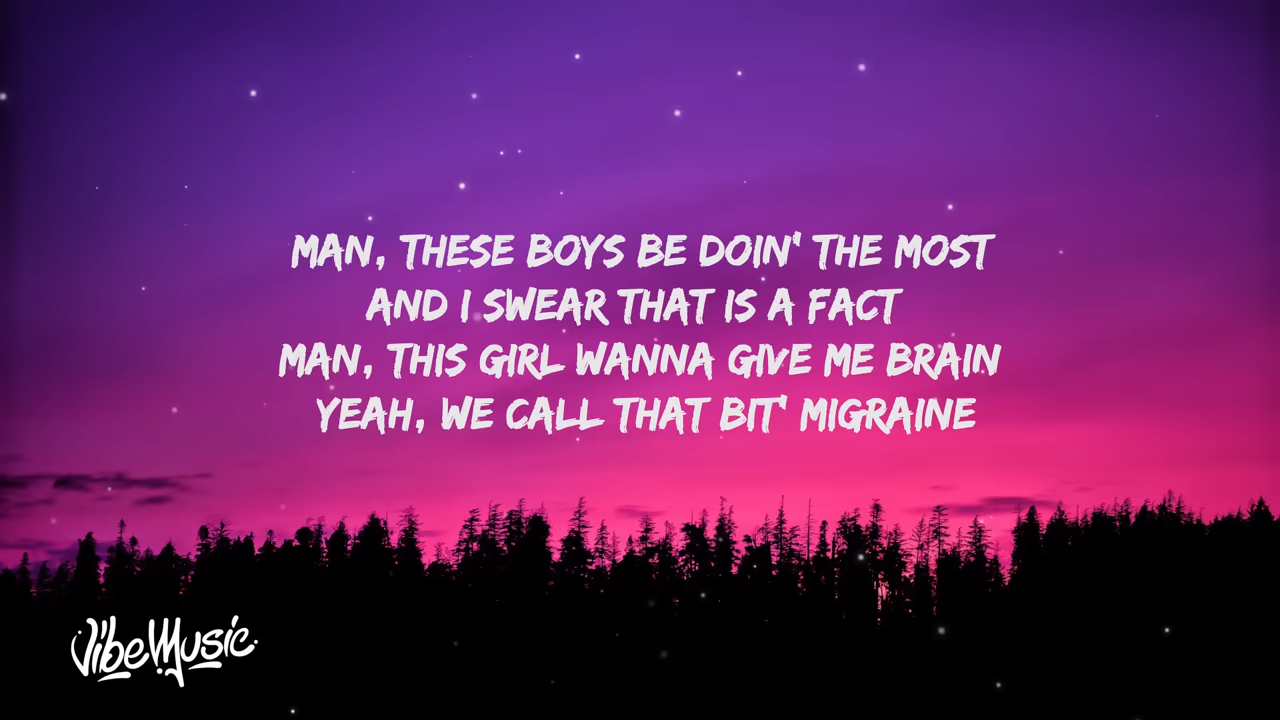 MAN, THESE BOYS BE DOIN' THE MOST
AND I SWEAR THAT IS A FACT
MAN, THIS GIRL WANNA GIVE ME BRAIN
YEAH, WE CALL THAT BIT' MIGRAINE
VibeMusic